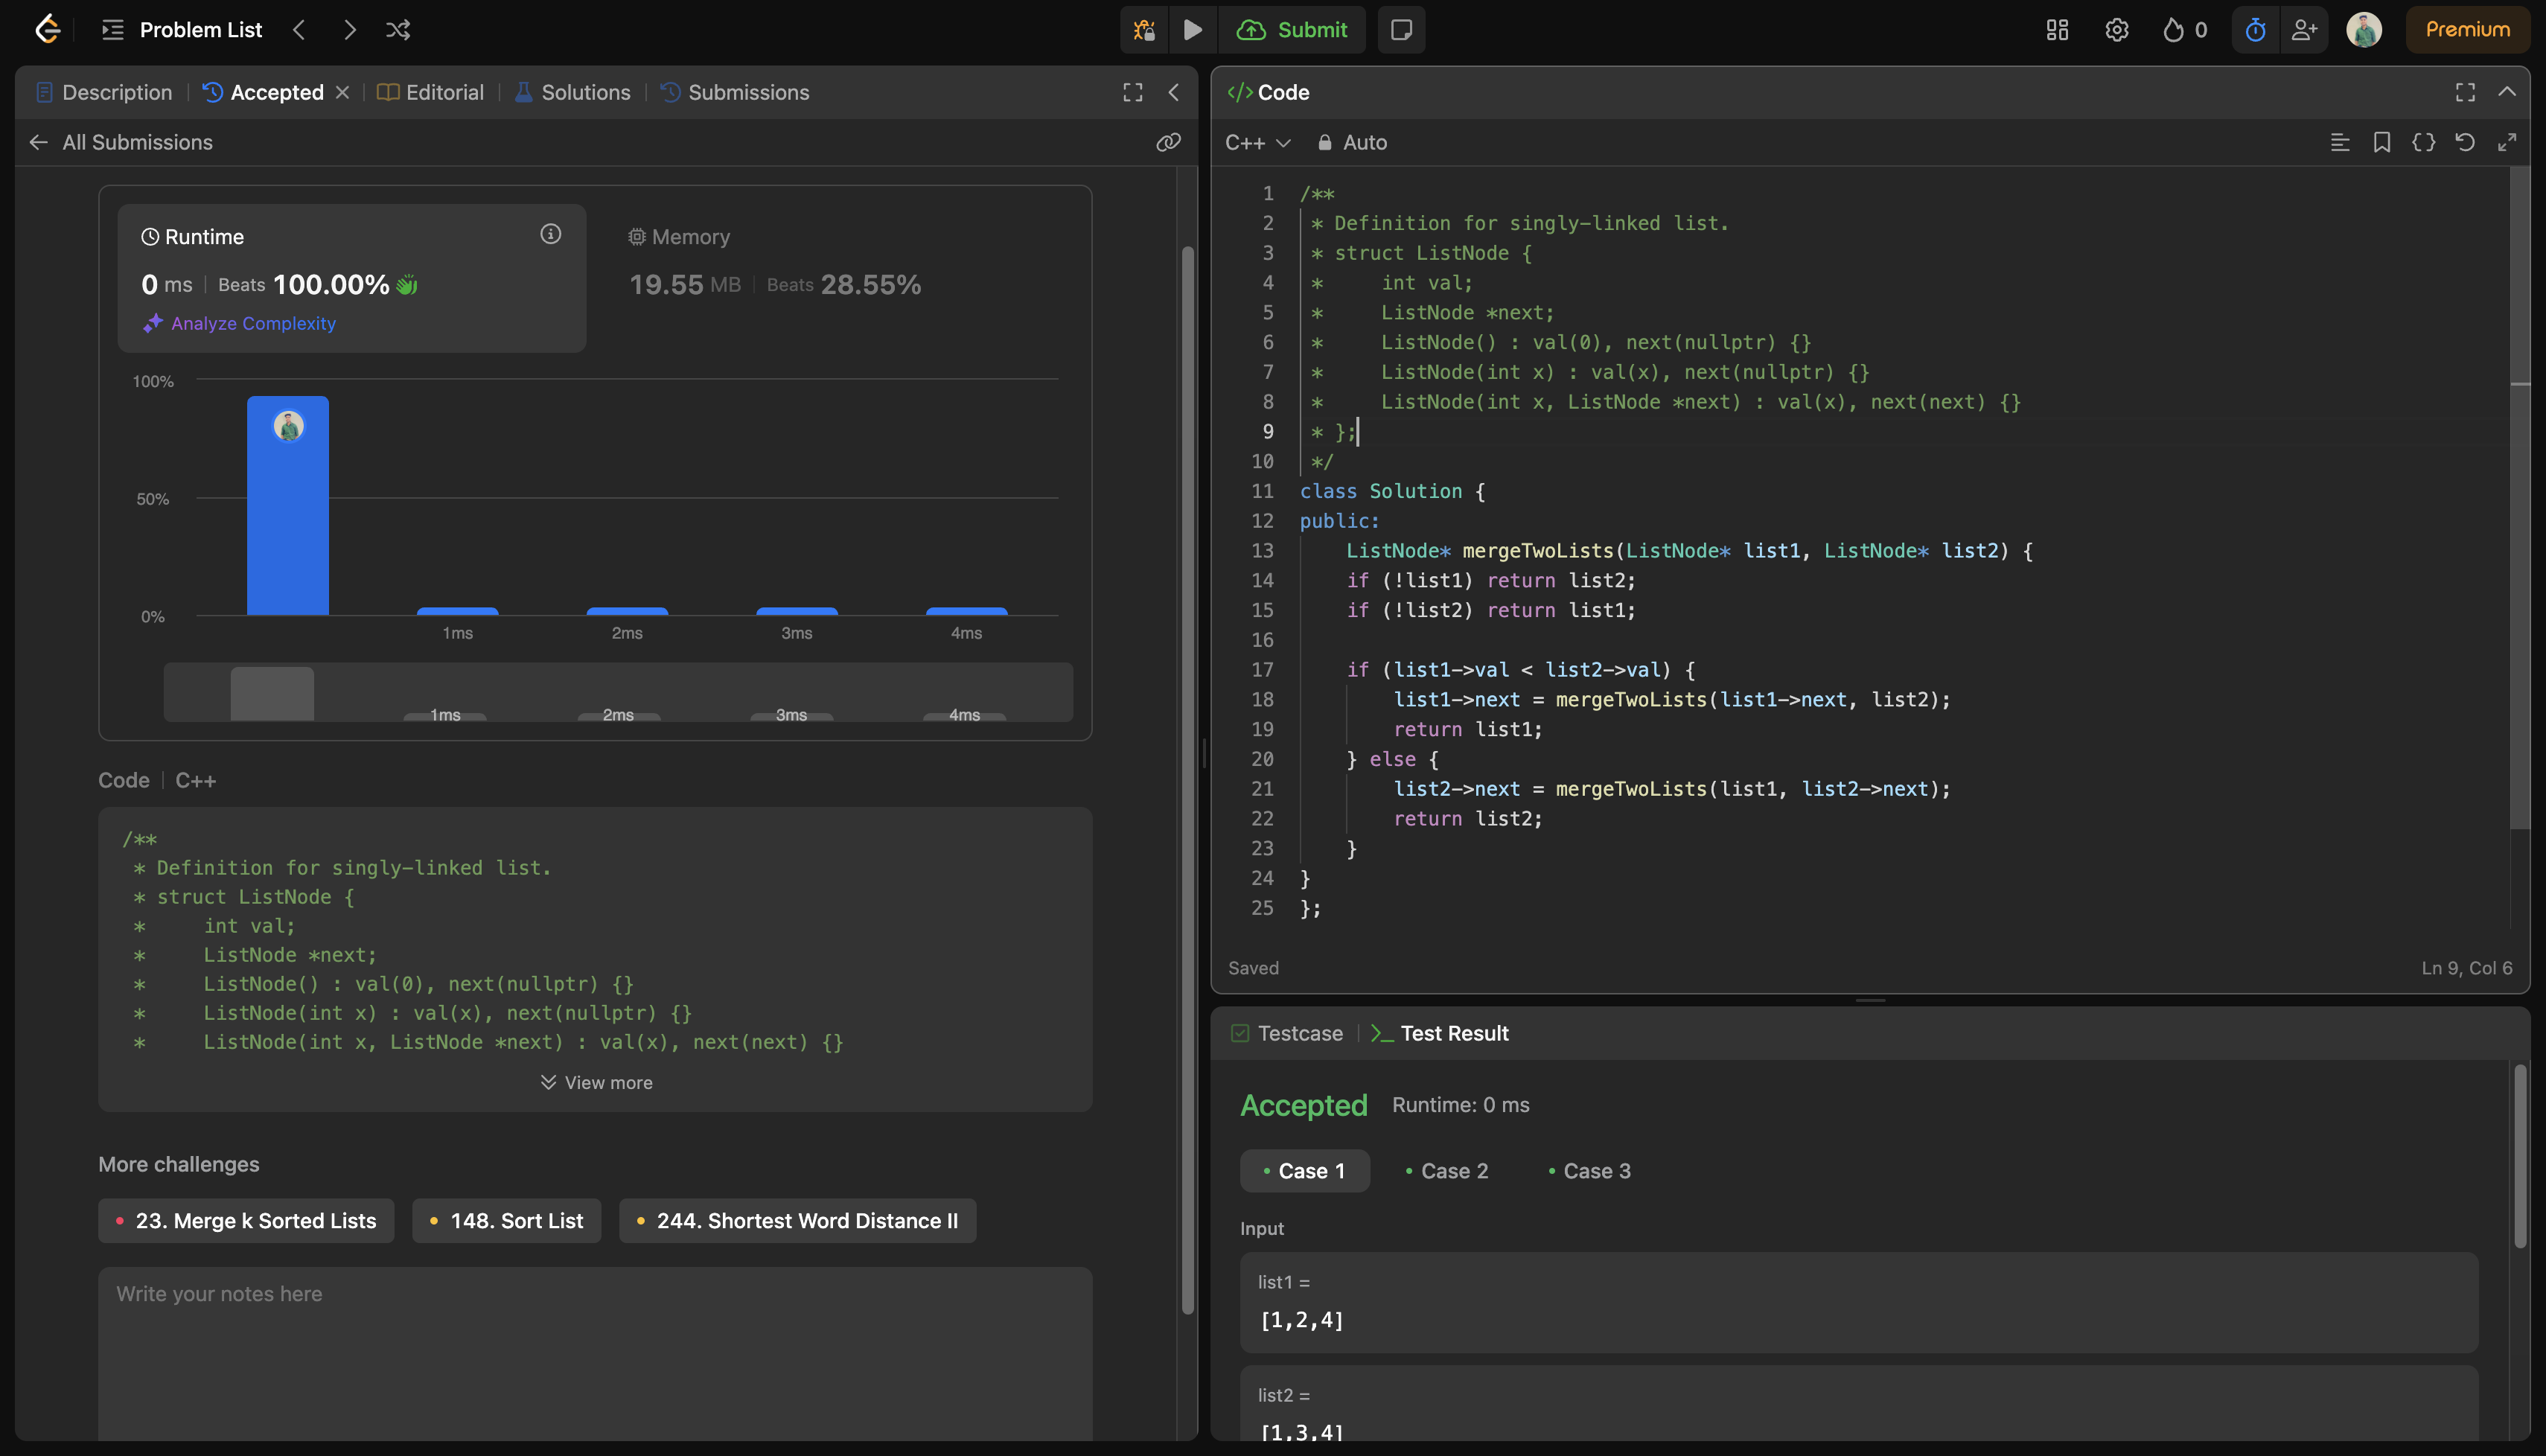 Problem List
Submit
0
Premium
Description
Accepted
Editorial
Solutions
Submissions
All Submissions
Runtime
0 ms | Beats 100.00%
Analyze Complexity
Memory
19.55 MB | Beats 28.55%
100%
50%
0%
1ms 2ms 3ms 4ms
1ms 2ms 3ms 4ms
Code | C++
/**
 * Definition for singly-linked list.
 * struct ListNode {
 *     int val;
 *     ListNode *next;
 *     ListNode() : val(0), next(nullptr) {}
 *     ListNode(int x) : val(x), next(nullptr) {}
 *     ListNode(int x, ListNode *next) : val(x), next(next) {}
View more
More challenges
23. Merge k Sorted Lists
148. Sort List
244. Shortest Word Distance II
Write your notes here
</> Code
C++ Auto
1 /**
2  * Definition for singly-linked list.
3  * struct ListNode {
4  *     int val;
5  *     ListNode *next;
6  *     ListNode() : val(0), next(nullptr) {}
7  *     ListNode(int x) : val(x), next(nullptr) {}
8  *     ListNode(int x, ListNode *next) : val(x), next(next) {}
9  * };
10  */
11 class Solution {
12 public:
13     ListNode* mergeTwoLists(ListNode* list1, ListNode* list2) {
14     if (!list1) return list2;
15     if (!list2) return list1;
16
17     if (list1->val < list2->val) {
18         list1->next = mergeTwoLists(list1->next, list2);
19         return list1;
20     } else {
21         list2->next = mergeTwoLists(list1, list2->next);
22         return list2;
23     }
24 }
25 };
Saved
Ln 9, Col 6
Testcase
Test Result
Accepted Runtime: 0 ms
Case 1
Case 2
Case 3
Input
list1 =
[1,2,4]
list2 =
[1,3,4]